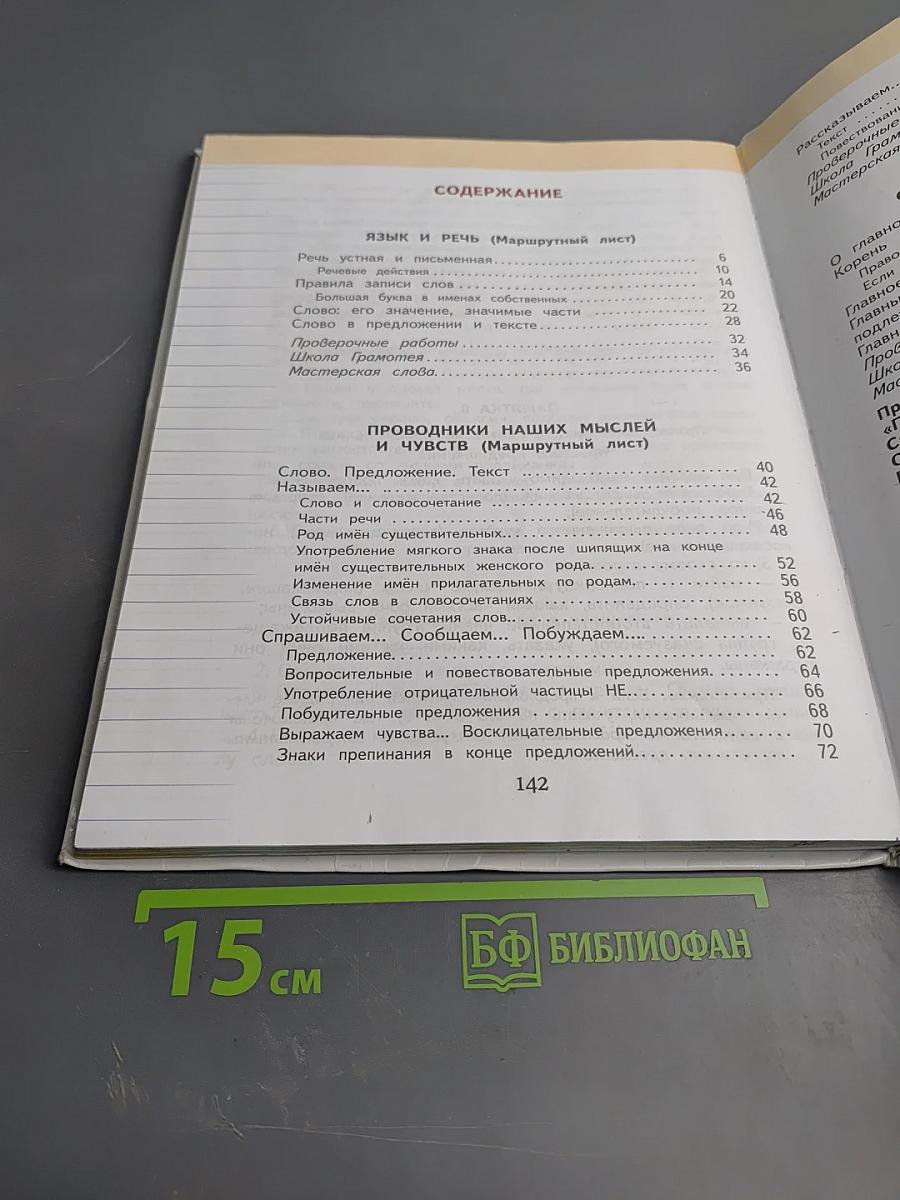 СОДЕРЖАНИЕ
ЯЗЫК И РЕЧЬ (Маршрутный лист)
Речь устная и письменная 6
Речевые действия 10
Правила записи слов 14
Большая буква в именах собственных 20
Слово: его значение, значимые части 22
Слово в предложении и тексте 28
Проверочные работы 32
Школа Грамотея 34
Мастерская слова 36
ПРОВОДНИКИ НАШИХ МЫСЛЕЙ
И ЧУВСТВ (Маршрутный лист)
Слово. Предложение. Текст 40
Называем... 42
Слово и словосочетание 42
Части речи 46
Род имён существительных 48
Употребление мягкого знака после шипящих на конце
имён существительных женского рода 52
Изменение имён прилагательных по родам 56
Связь слов в словосочетаниях 58
Устойчивые сочетания слов 60
Спрашиваем... Сообщаем... Побуждаем... 62
Предложение 62
Вопросительные и повествовательные предложения 64
Употребление отрицательной частицы НЕ 66
Побудительные предложения 68
Выражаем чувства... Восклицательные предложения 70
Знаки препинания в конце предложений 72
142
Рассказываем...
Текст
Проверочные
Школа
Мастерская
О главно
Корень
Право
Если
Главное
15 см
БФ БИБЛИОФАН